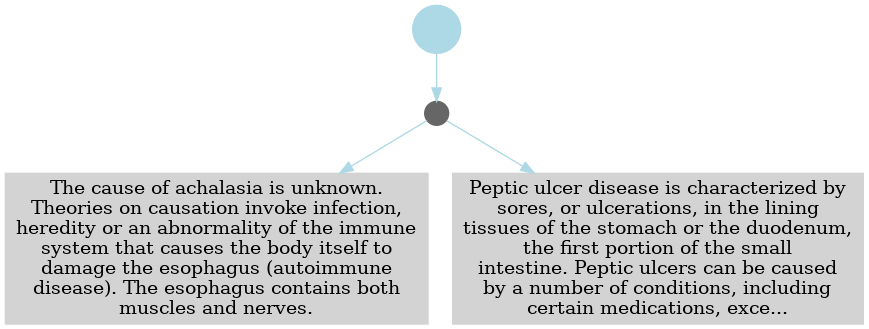 The cause of achalasia is unknown.
Theories on causation invoke infection,
heredity or an abnormality of the immune
system that causes the body itself to
damage the esophagus (autoimmune
disease). The esophagus contains both
muscles and nerves.
Peptic ulcer disease is characterized by
sores, or ulcerations, in the lining
tissues of the stomach or the duodenum,
the first portion of the small
intestine. Peptic ulcers can be caused
by a number of conditions, including
certain medications, exce...